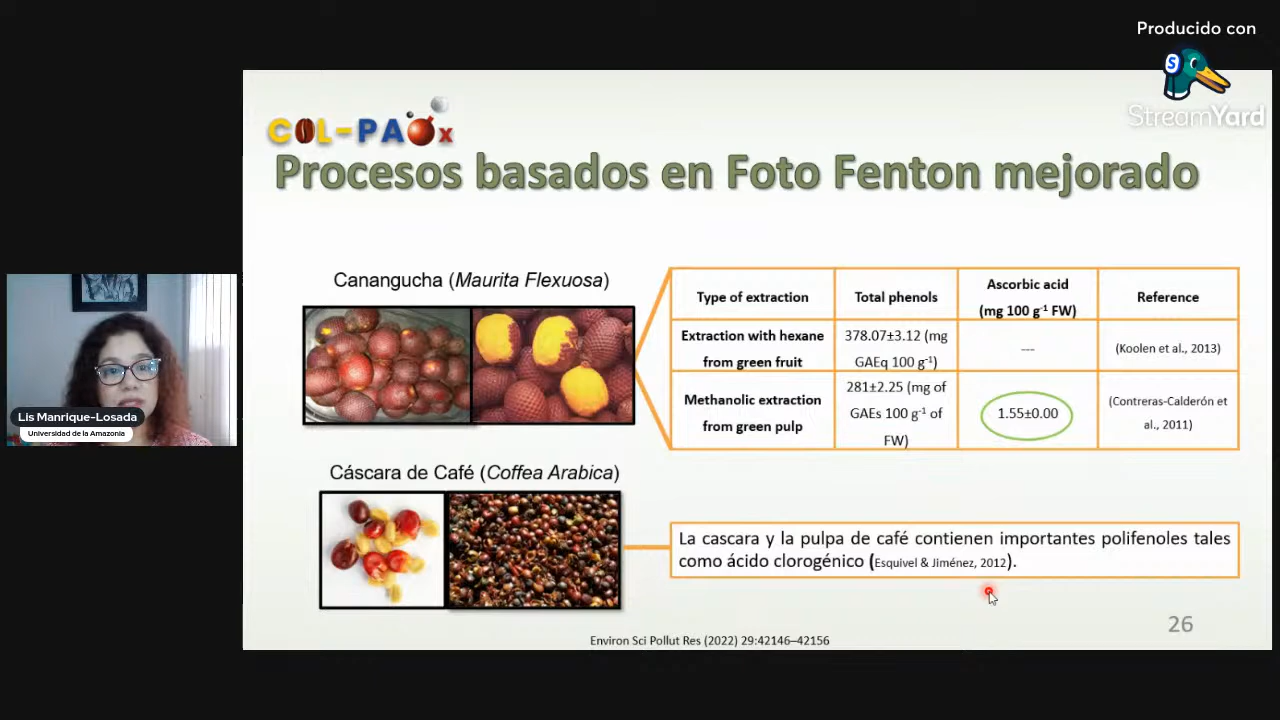 Producido con
StreamYard
COL-PAOx
Procesos basados en Foto Fenton mejorado
Canangucha (Maurita Flexuosa)
Type of extraction
Total phenols
Ascorbic acid
(mg 100 g⁻¹ FW)
Reference
Extraction with hexane
from green fruit
378.07±3.12 (mg
GAEq 100 g⁻¹)
---
(Koolen et al., 2013)
Methanolic extraction
from green pulp
281±2.25 (mg of
GAEs 100 g⁻¹ of
FW)
1.55±0.00
(Contreras-Calderón et
al., 2011)
Lis Manrique-Losada
Universidad de la Amazonia
Cáscara de Café (Coffea Arabica)
La cascara y la pulpa de café contienen importantes polifenoles tales
como ácido clorogénico (Esquivel & Jiménez, 2012).
26
Environ Sci Pollut Res (2022) 29:42146–42156